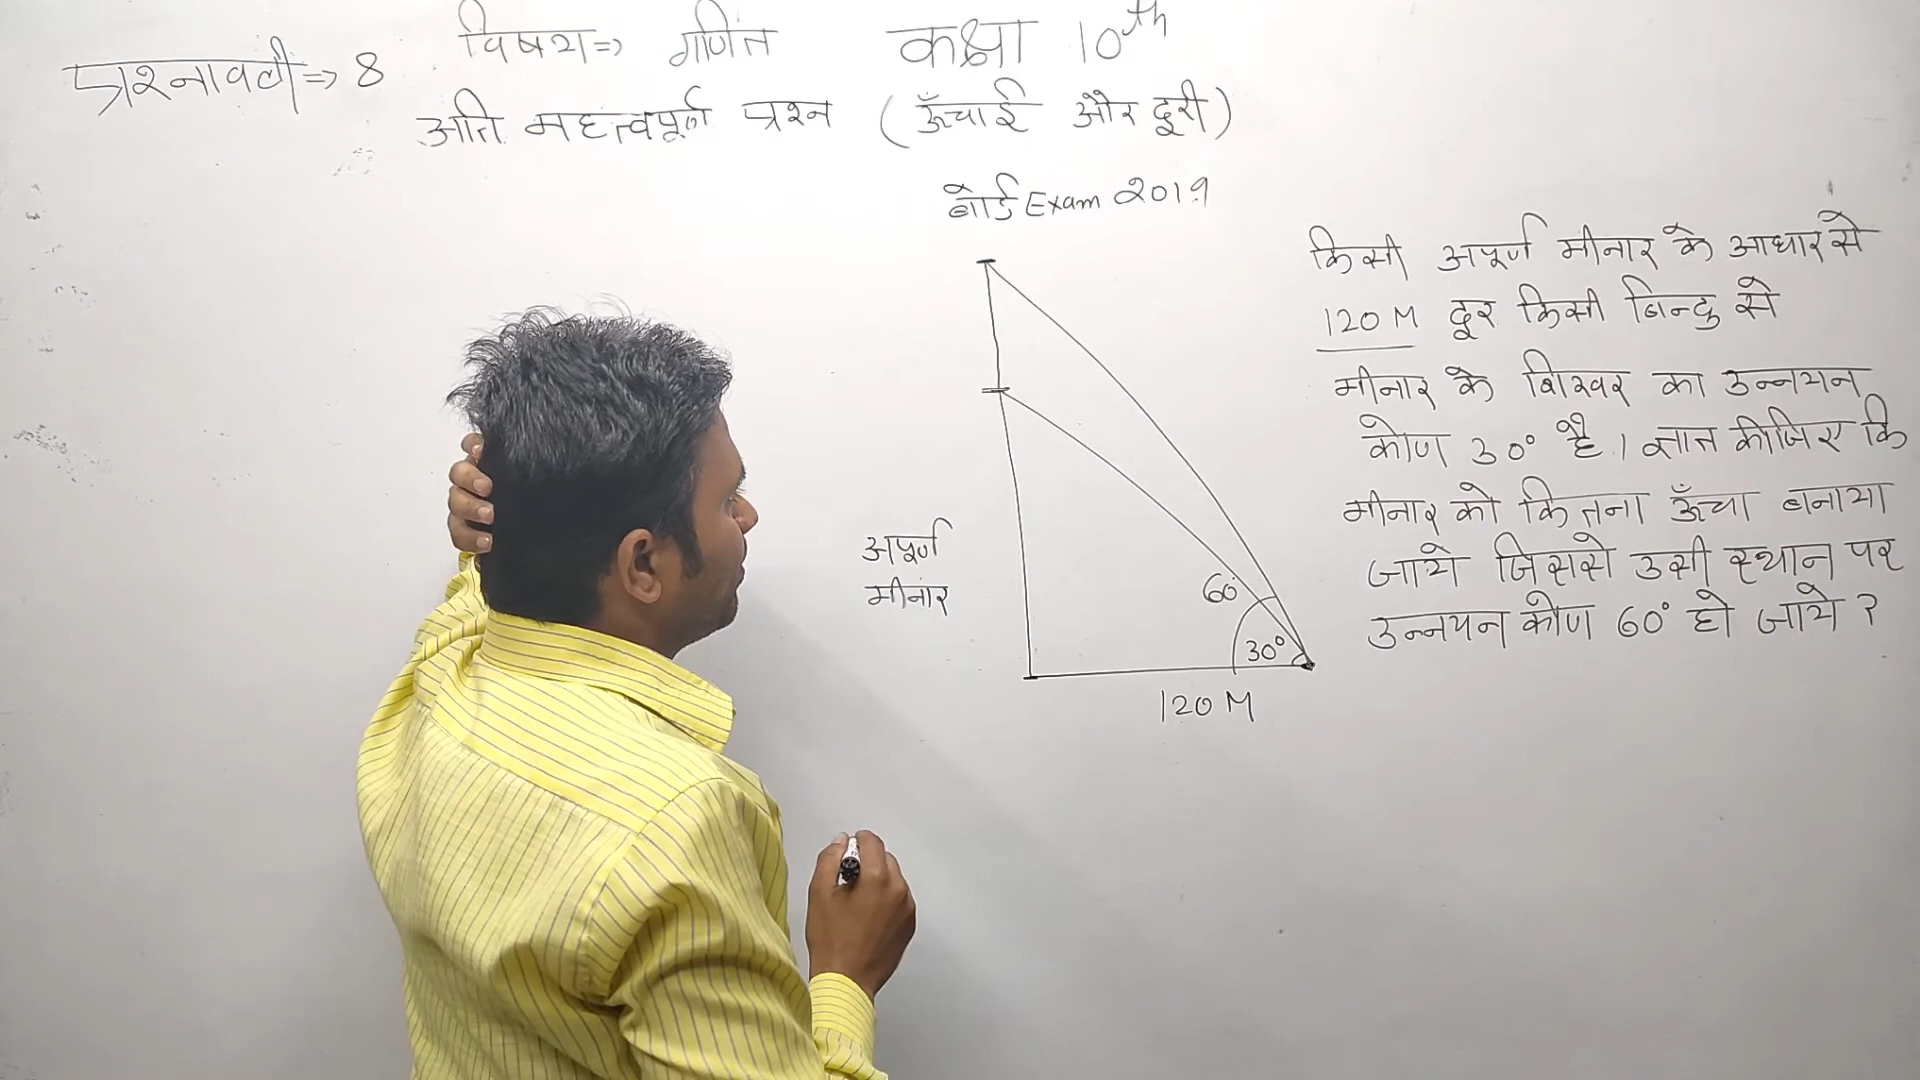 विषय⇒ गणित कक्षा 10th
प्रश्नावली⇒ 8
अति महत्वपूर्ण प्रश्न (ऊँचाई और दूरी)
बोर्ड Exam 2019
किसी अपूर्ण मीनार के आधार से
120 M दूर किसी बिन्दु से
मीनार के शिखर का उन्नयन
कोण 30° है। ज्ञात कीजिए कि
मीनार को कितना ऊँचा बनाया
जाये जिससे उसी स्थान पर
उन्नयन कोण 60° हो जाये ?
अपूर्ण
मीनार
60°
30°
120 M